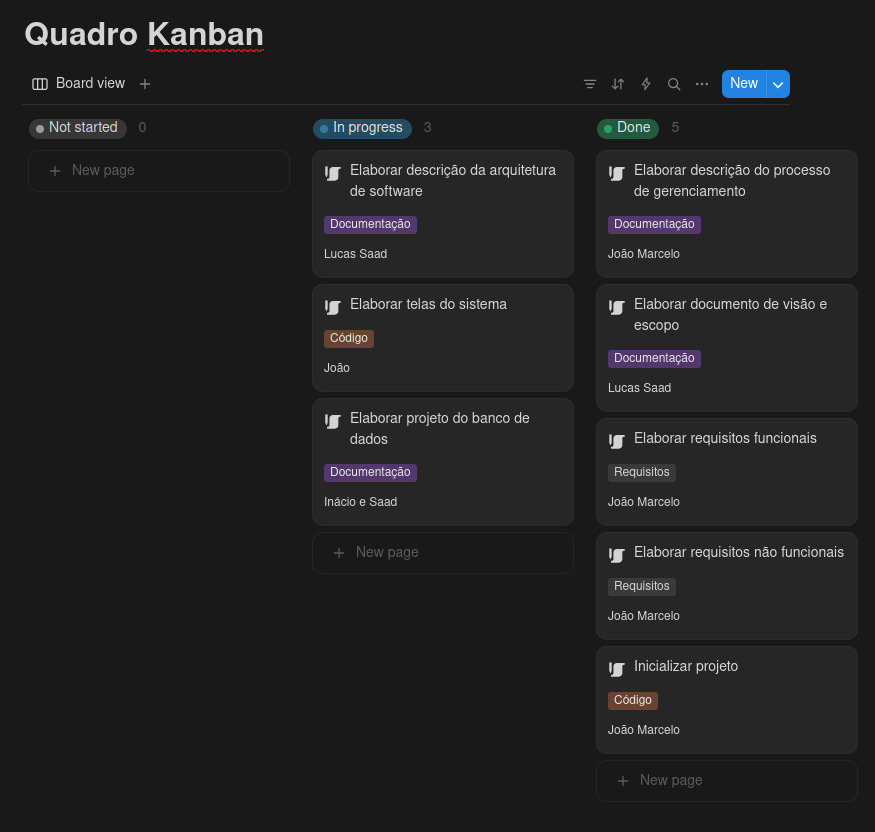 Quadro Kanban
Board view
New
Not started 0
New page
In progress 3
Elaborar descrição da arquitetura
de software
Documentação
Lucas Saad
Elaborar telas do sistema
Código
João
Elaborar projeto do banco de
dados
Documentação
Inácio e Saad
New page
Done 5
Elaborar descrição do processo
de gerenciamento
Documentação
João Marcelo
Elaborar documento de visão e
escopo
Documentação
Lucas Saad
Elaborar requisitos funcionais
Requisitos
João Marcelo
Elaborar requisitos não funcionais
Requisitos
João Marcelo
Inicializar projeto
Código
João Marcelo
New page